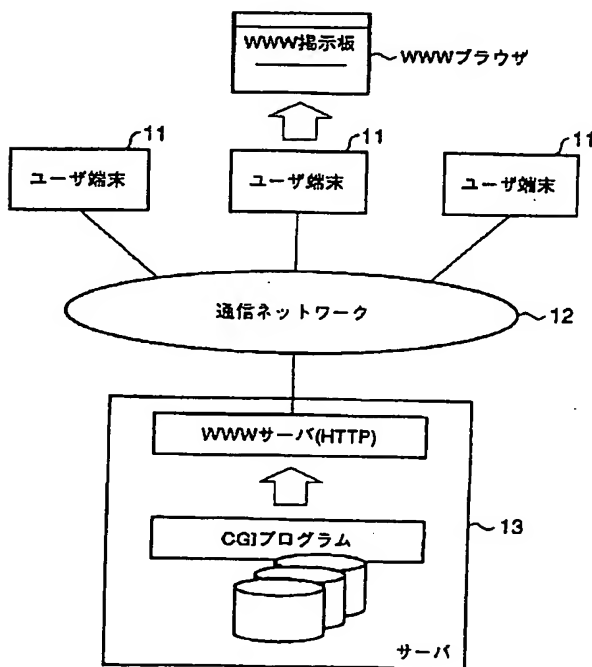 WWW掲示板
WWWブラウザ
11
11
11
ユーザ端末
ユーザ端末
ユーザ端末
通信ネットワーク
12
WWWサーバ(HTTP)
CGIプログラム
13
サーバ